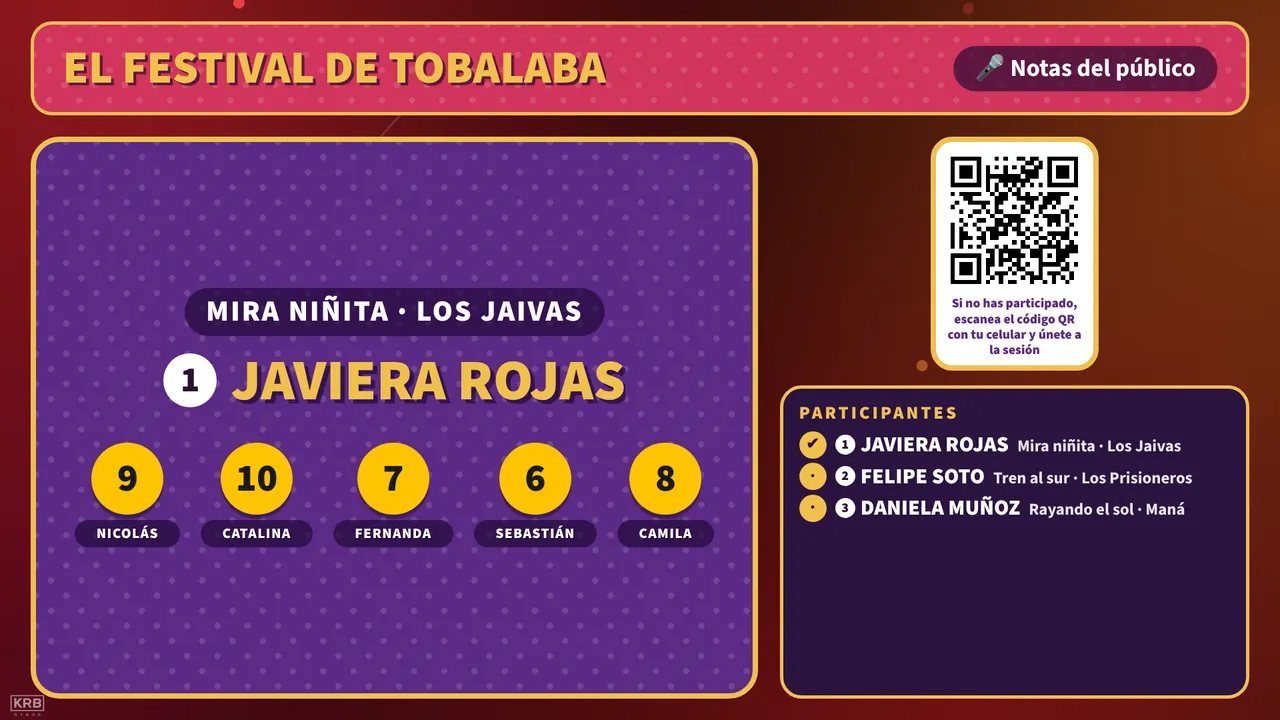 EL FESTIVAL DE TOBALABA
🎤 Notas del público
MIRA NIÑITA · LOS JAIVAS
1 JAVIERA ROJAS
9 10 7 6 8
NICOLÁS CATALINA FERNANDA SEBASTIÁN CAMILA
Si no has participado,
escanea el código QR
con tu celular y únete a
la sesión
PARTICIPANTES
✔ 1 JAVIERA ROJAS Mira niñita · Los Jaivas
· 2 FELIPE SOTO Tren al sur · Los Prisioneros
· 3 DANIELA MUÑOZ Rayando el sol · Maná
KRB
STAGE